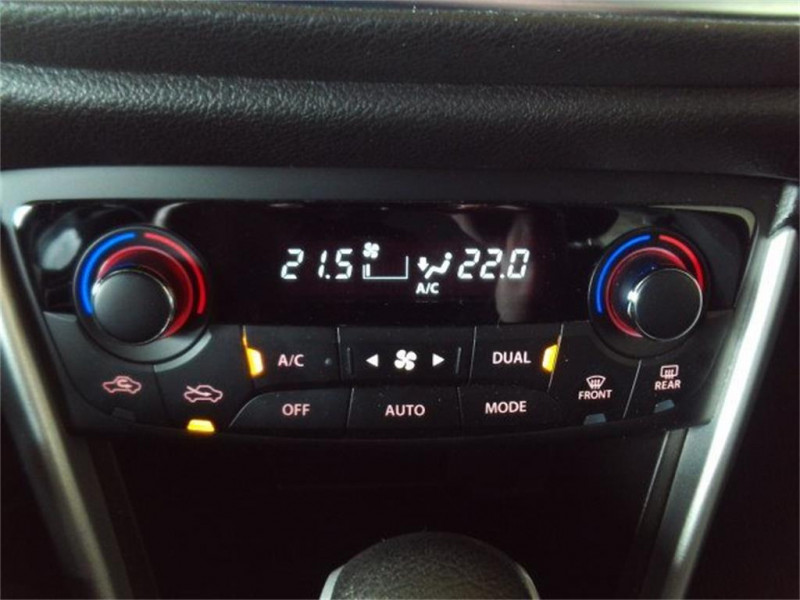 21.5 22.0
A/C
A/C DUAL
OFF AUTO MODE
FRONT
REAR